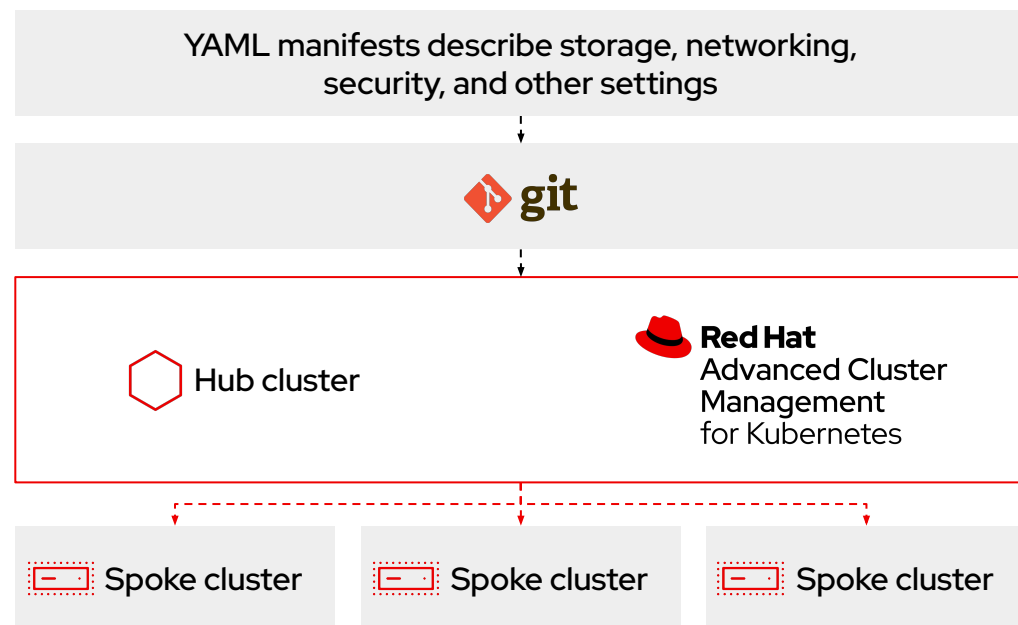 YAML manifests describe storage, networking,
security, and other settings
git
Hub cluster
Red Hat
Advanced Cluster
Management
for Kubernetes
Spoke cluster
Spoke cluster
Spoke cluster